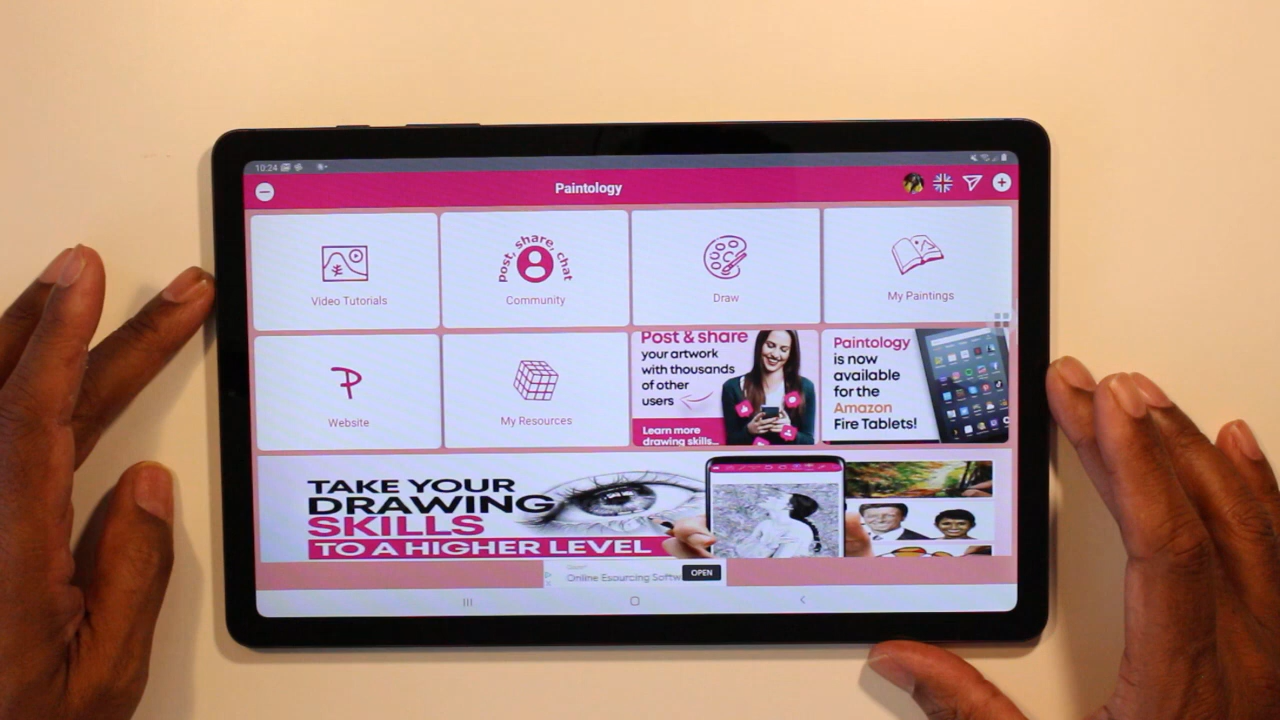 10:24
Paintology
Video Tutorials
post, share, chat
Community
Draw
My Paintings
Website
My Resources
Post & share
your artwork
with thousands
of other
users
Learn more
drawing skills...
Paintology
is now
available
for the
Amazon
Fire Tablets!
TAKE YOUR
DRAWING
SKILLS
TO A HIGHER LEVEL
Online Esourcing Softw
OPEN